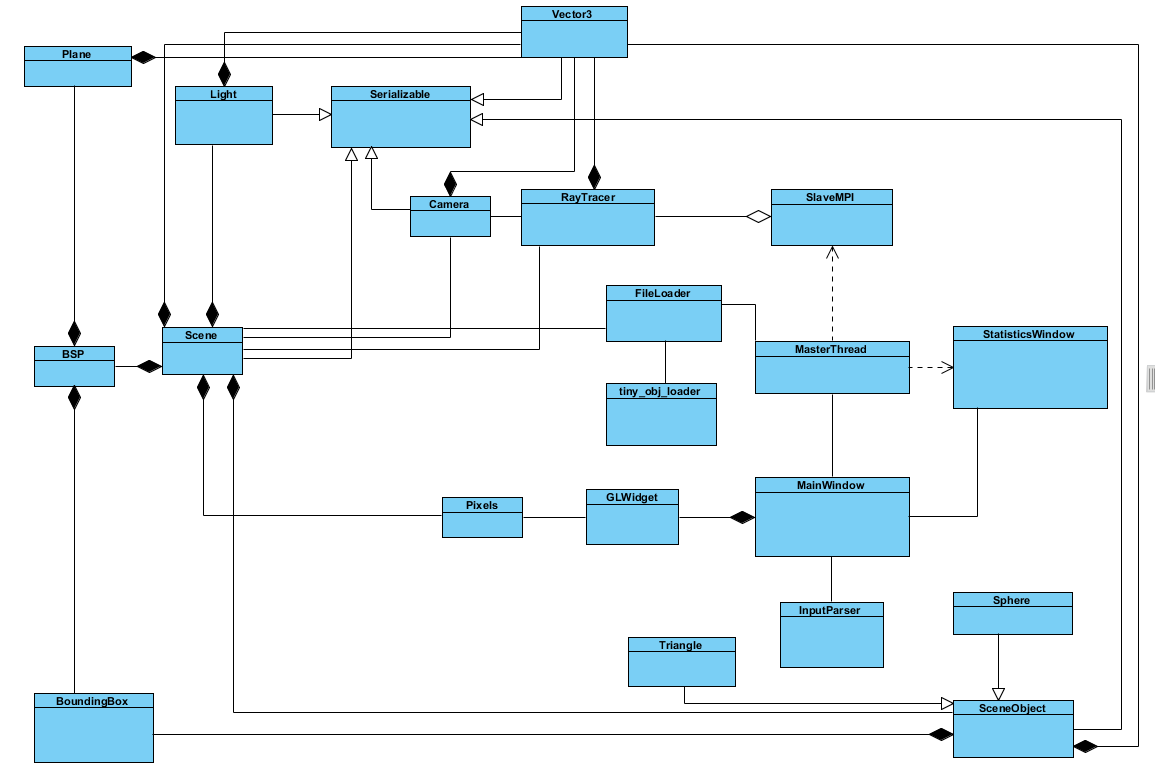 Vector3
Plane
Light
Serializable
Camera
RayTracer
SlaveMPI
FileLoader
Scene
StatisticsWindow
BSP
MasterThread
tiny_obj_loader
MainWindow
GLWidget
Pixels
Sphere
InputParser
Triangle
BoundingBox
SceneObject